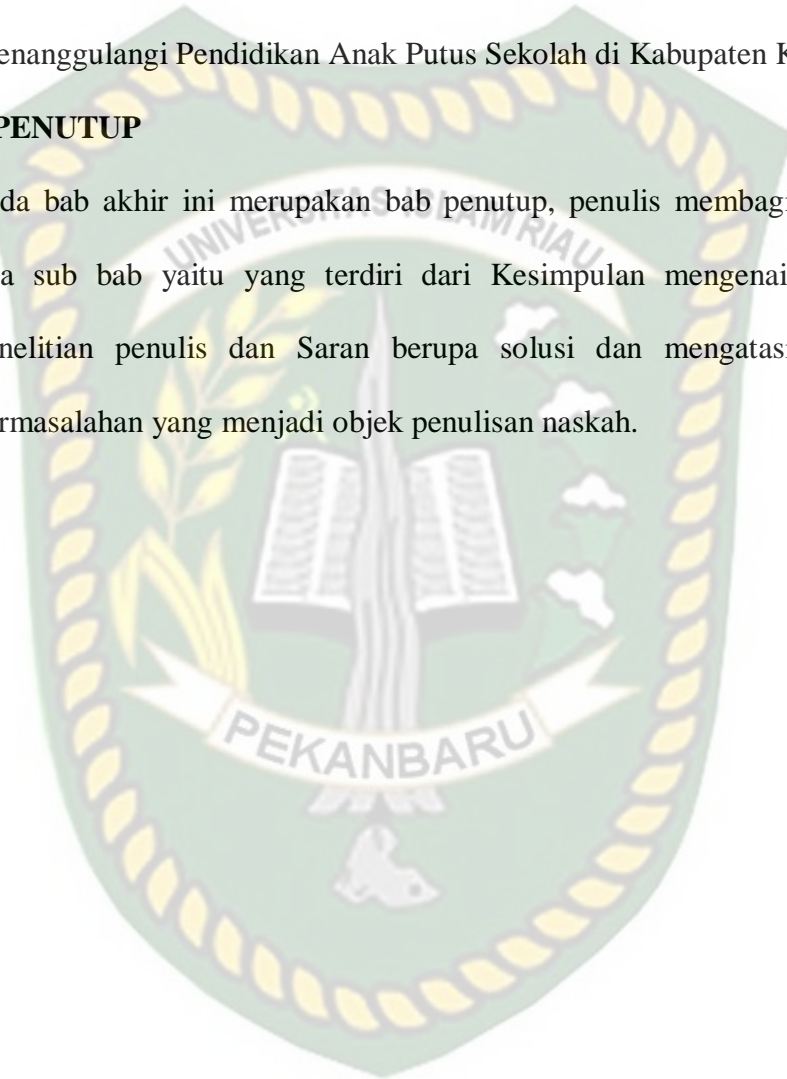 enanggulangi Pendidikan Anak Putus Sekolah di Kabupaten K
PENUTUP
da bab akhir ini merupakan bab penutup, penulis membagi
UNIVERSITAS ISLAM RIAU
a sub bab yaitu yang terdiri dari Kesimpulan mengenai
nelitian penulis dan Saran berupa solusi dan mengatasi
rmasalahan yang menjadi objek penulisan naskah.
PEKANBARU